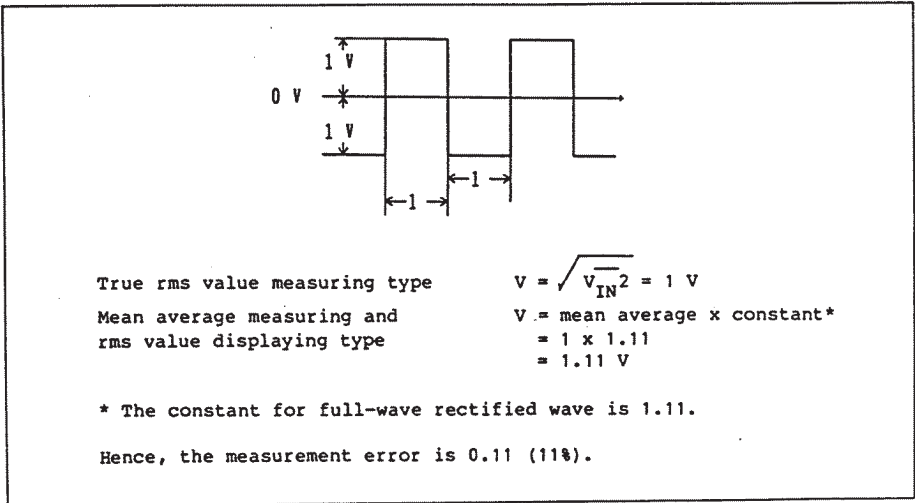 1 V
0 V
1 V
1
1
True rms value measuring type V = √V̅IN2̅ = 1 V
Mean average measuring and V = mean average x constant*
rms value displaying type = 1 x 1.11
= 1.11 V
* The constant for full-wave rectified wave is 1.11.
Hence, the measurement error is 0.11 (11%).